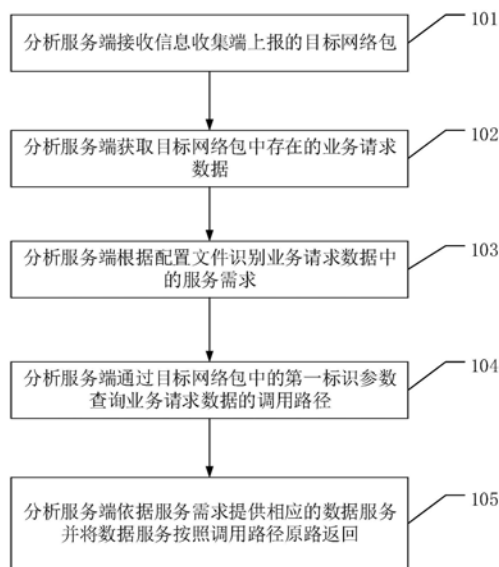 分析服务端接收信息收集端上报的目标网络包
101
分析服务端获取目标网络包中存在的业务请求
数据
102
分析服务端根据配置文件识别业务请求数据中
的服务需求
103
分析服务端通过目标网络包中的第一标识参数
查询业务请求数据的调用路径
104
分析服务端依据服务需求提供相应的数据服务
并将数据服务按照调用路径原路返回
105